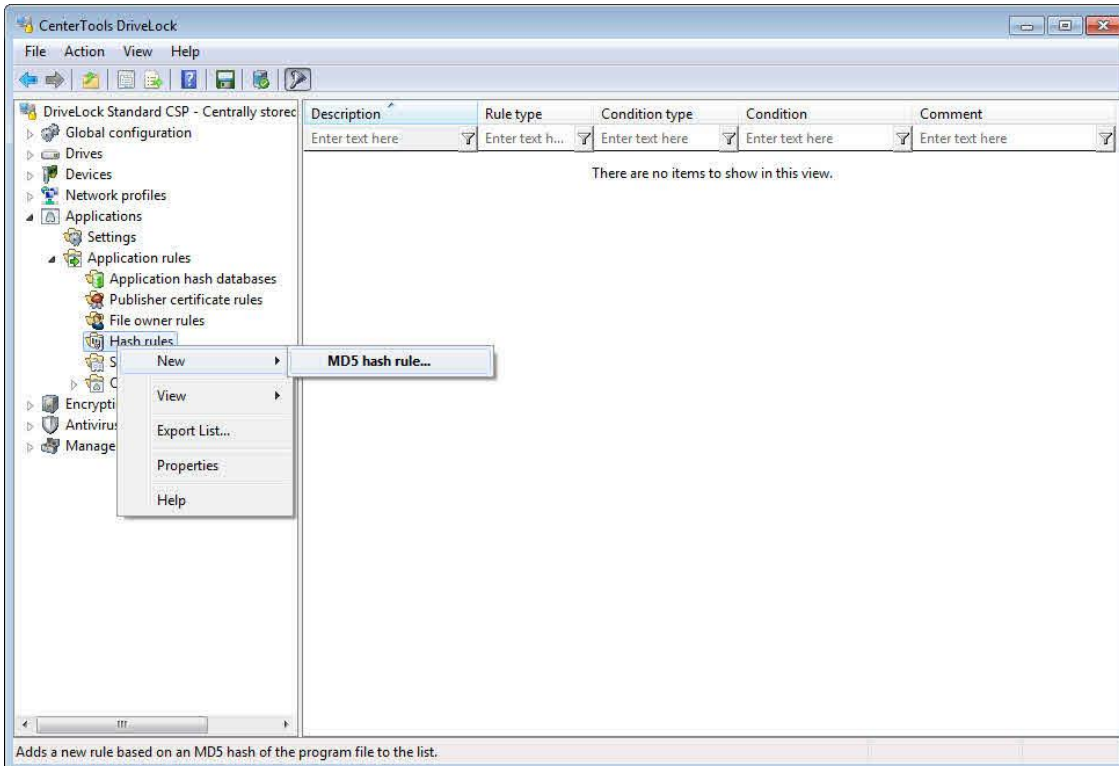 CenterTools DriveLock
File Action View Help
DriveLock Standard CSP - Centrally stored
Global configuration
Drives
Devices
Network profiles
Applications
Settings
Application rules
Application hash databases
Publisher certificate rules
File owner rules
Hash rules
S
C
Encrypti
Antivirus
Manage
New
View
Export List...
Properties
Help
MD5 hash rule...
Description Rule type Condition type Condition Comment
Enter text here Enter text h... Enter text here Enter text here Enter text here
There are no items to show in this view.
Adds a new rule based on an MD5 hash of the program file to the list.